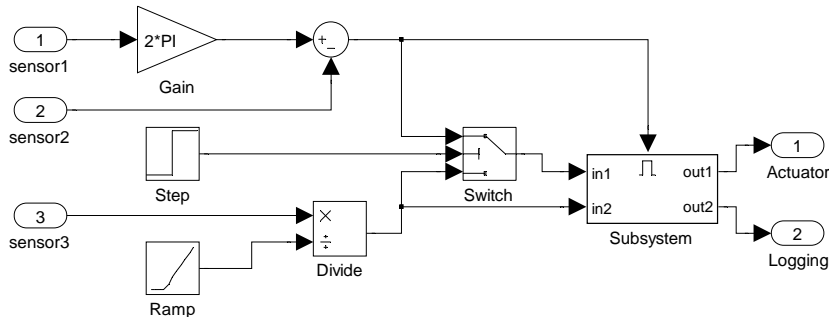 1
sensor1
2*PI
Gain
+
−
2
sensor2
Step
Switch
3
sensor3
×
÷
Divide
Ramp
in1
in2
out1
out2
Subsystem
1
Actuator
2
Logging